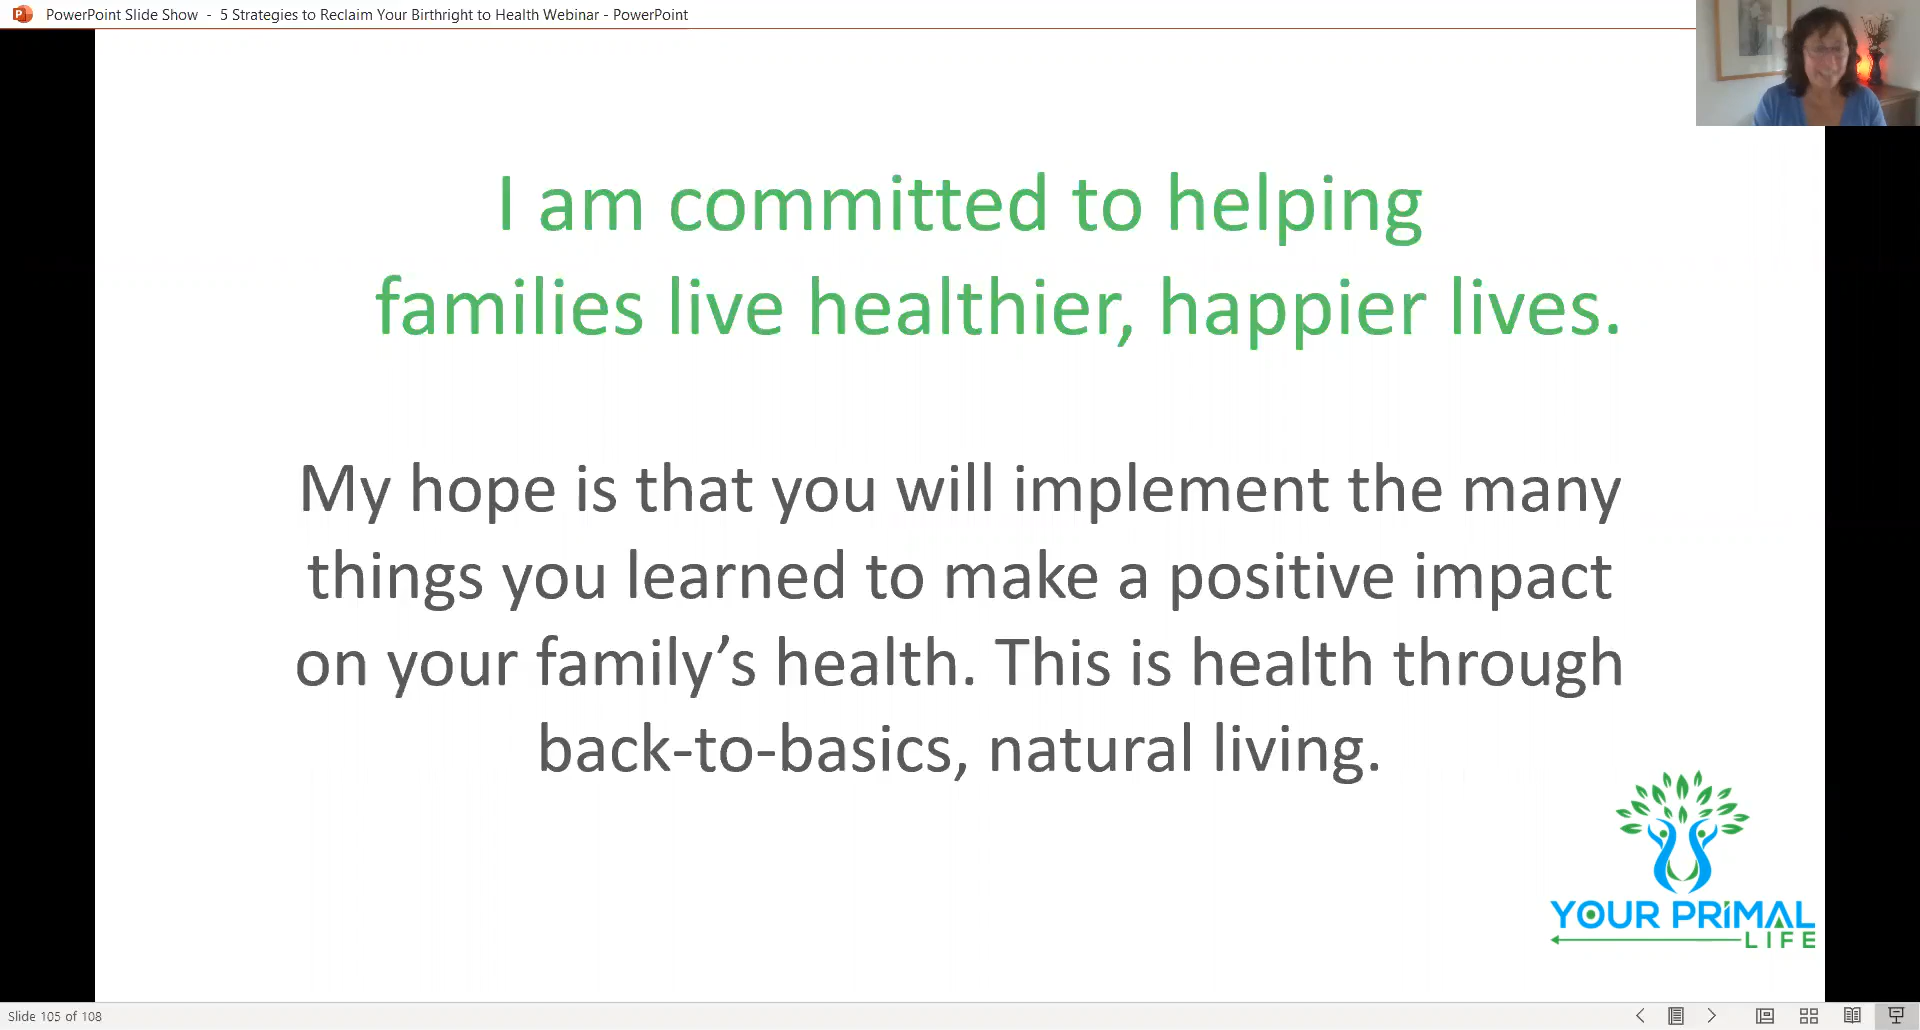 PowerPoint Slide Show - 5 Strategies to Reclaim Your Birthright to Health Webinar - PowerPoint
I am committed to helping
families live healthier, happier lives.
My hope is that you will implement the many
things you learned to make a positive impact
on your family’s health. This is health through
back-to-basics, natural living.
YOUR PRiMAL
LIFE
Slide 105 of 108